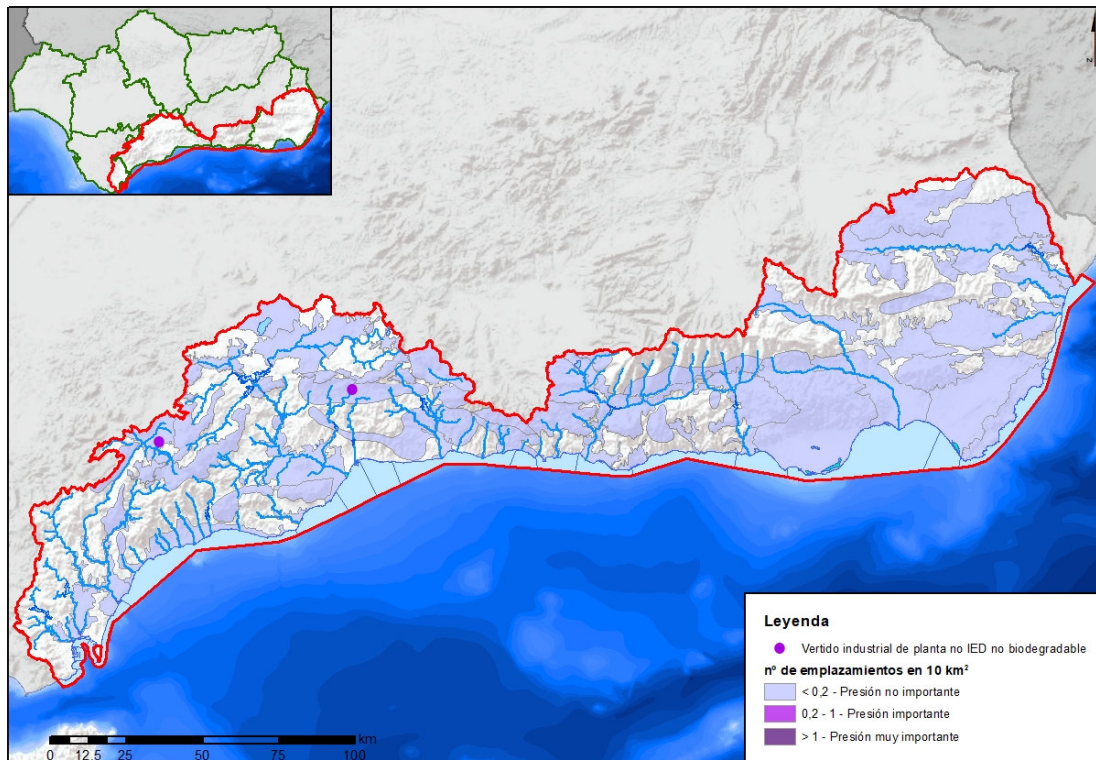 N
Leyenda
Vertido industrial de planta no IED no biodegradable
nº de emplazamientos en 10 km²
< 0,2 - Presión no importante
0,2 - 1 - Presión importante
> 1 - Presión muy importante
km
0 12,5 25 50 75 100